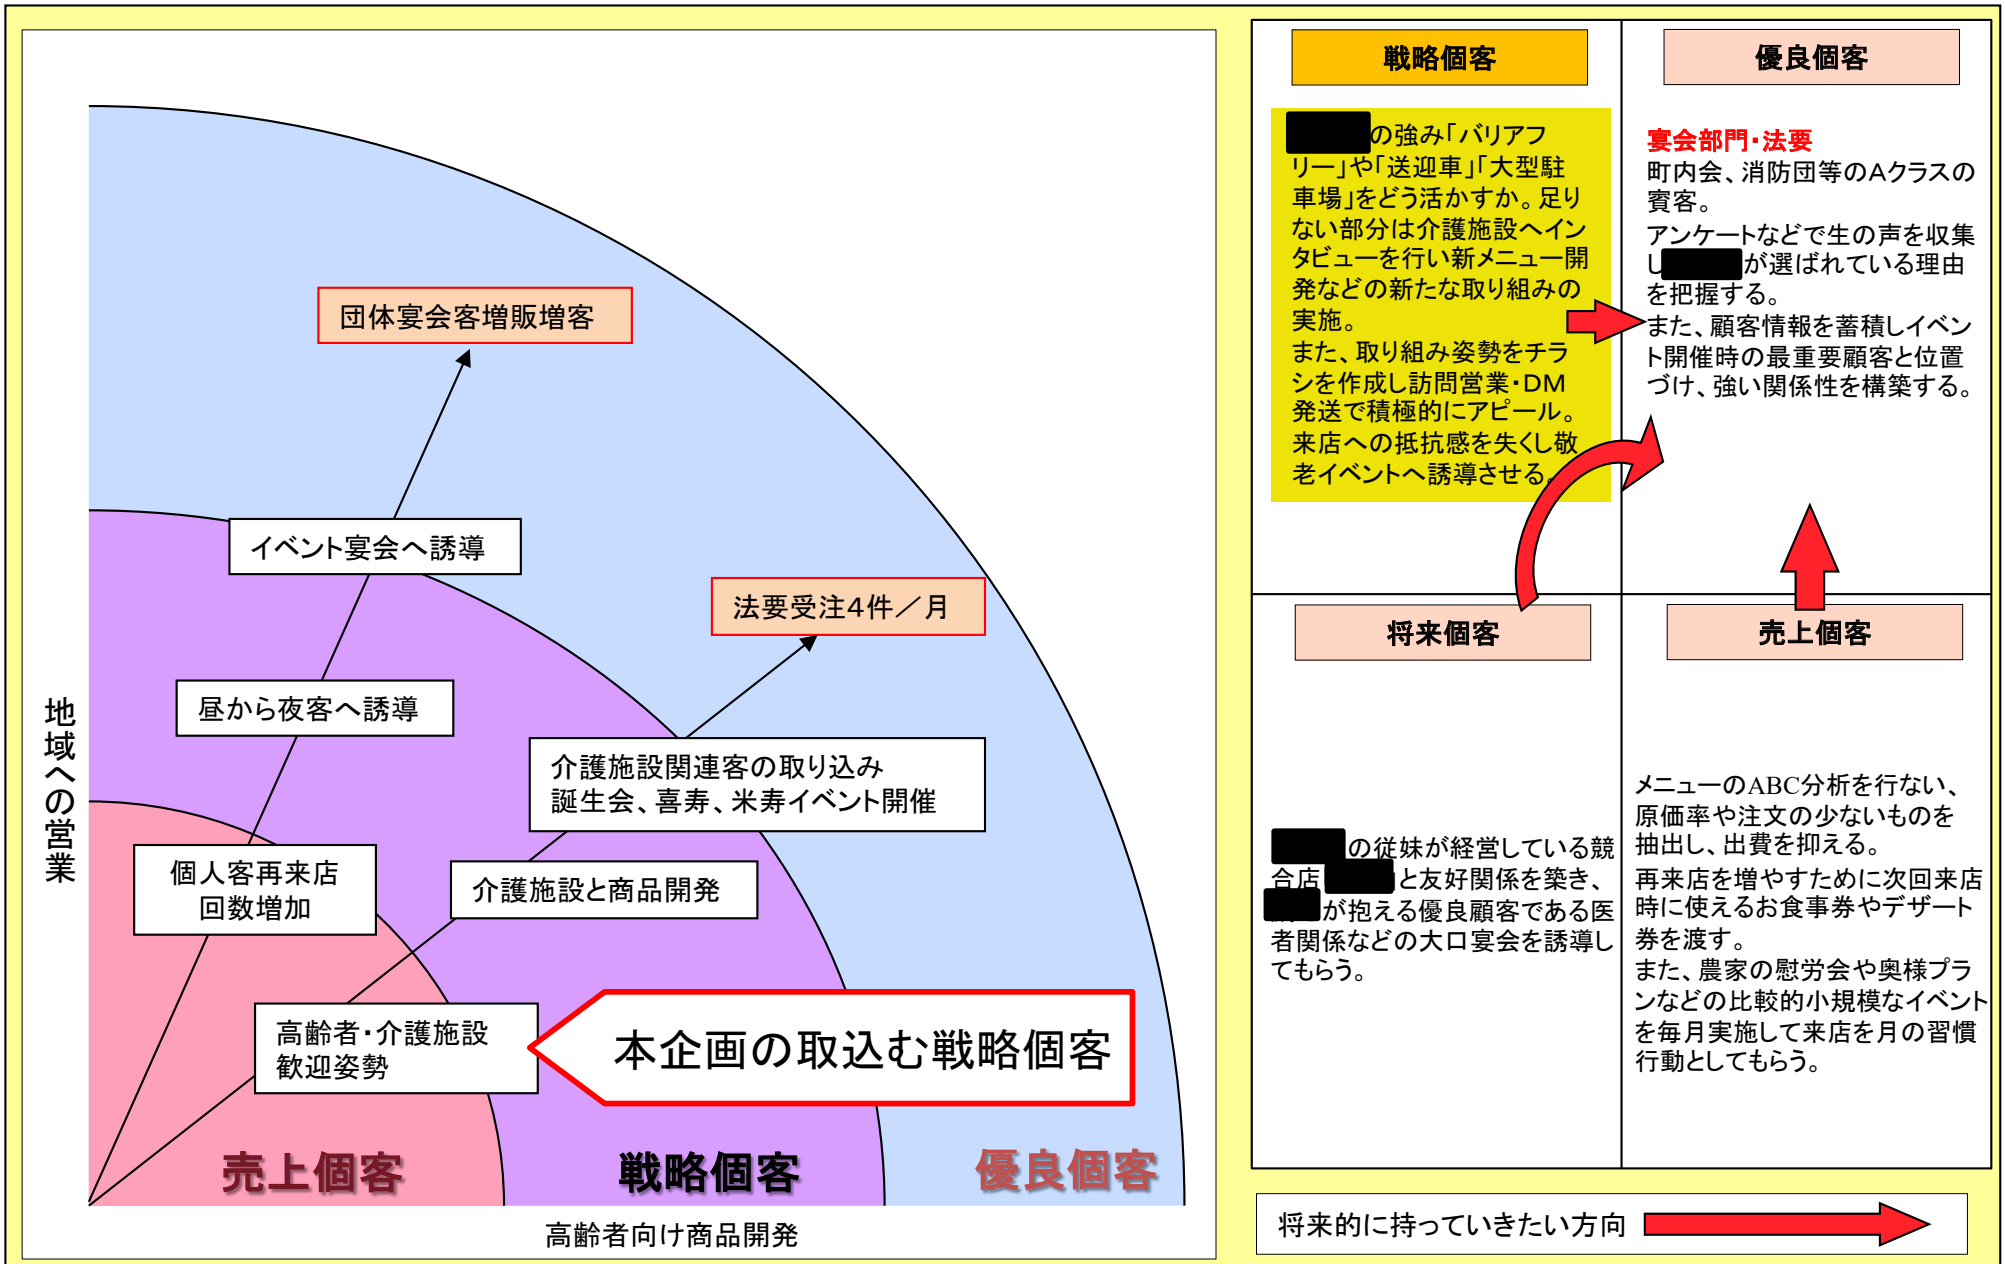 団体宴会客増販増客
イベント宴会へ誘導
法要受注4件／月
昼から夜客へ誘導
介護施設関連客の取り込み
誕生会、喜寿、米寿イベント開催
個人客再来店
回数増加
介護施設と商品開発
高齢者・介護施設
歓迎姿勢
本企画の取込む戦略個客
地域への営業
売上個客
戦略個客
優良個客
高齢者向け商品開発
戦略個客
の強み「バリアフ
リー」や「送迎車」「大型駐
車場」をどう活かすか。足り
ない部分は介護施設へイン
タビューを行い新メニュー開
発などの新たな取り組みの
実施。
また、取り組み姿勢をチラ
シを作成し訪問営業・DM
発送で積極的にアピール。
来店への抵抗感を失くし敬
老イベントへ誘導させる。
優良個客
宴会部門・法要
町内会、消防団等のAクラスの
賓客。
アンケートなどで生の声を収集
し が選ばれている理由
を把握する。
また、顧客情報を蓄積しイベン
ト開催時の最重要顧客と位置
づけ、強い関係性を構築する。
将来個客
の従妹が経営している競
合店 と友好関係を築き、
が抱える優良顧客である医
者関係などの大口宴会を誘導し
てもらう。
売上個客
メニューのABC分析を行ない、
原価率や注文の少ないものを
抽出し、出費を抑える。
再来店を増やすために次回来店
時に使えるお食事券やデザート
券を渡す。
また、農家の慰労会や奥様プラ
ンなどの比較的小規模なイベント
を毎月実施して来店を月の習慣
行動としてもらう。
将来的に持っていきたい方向